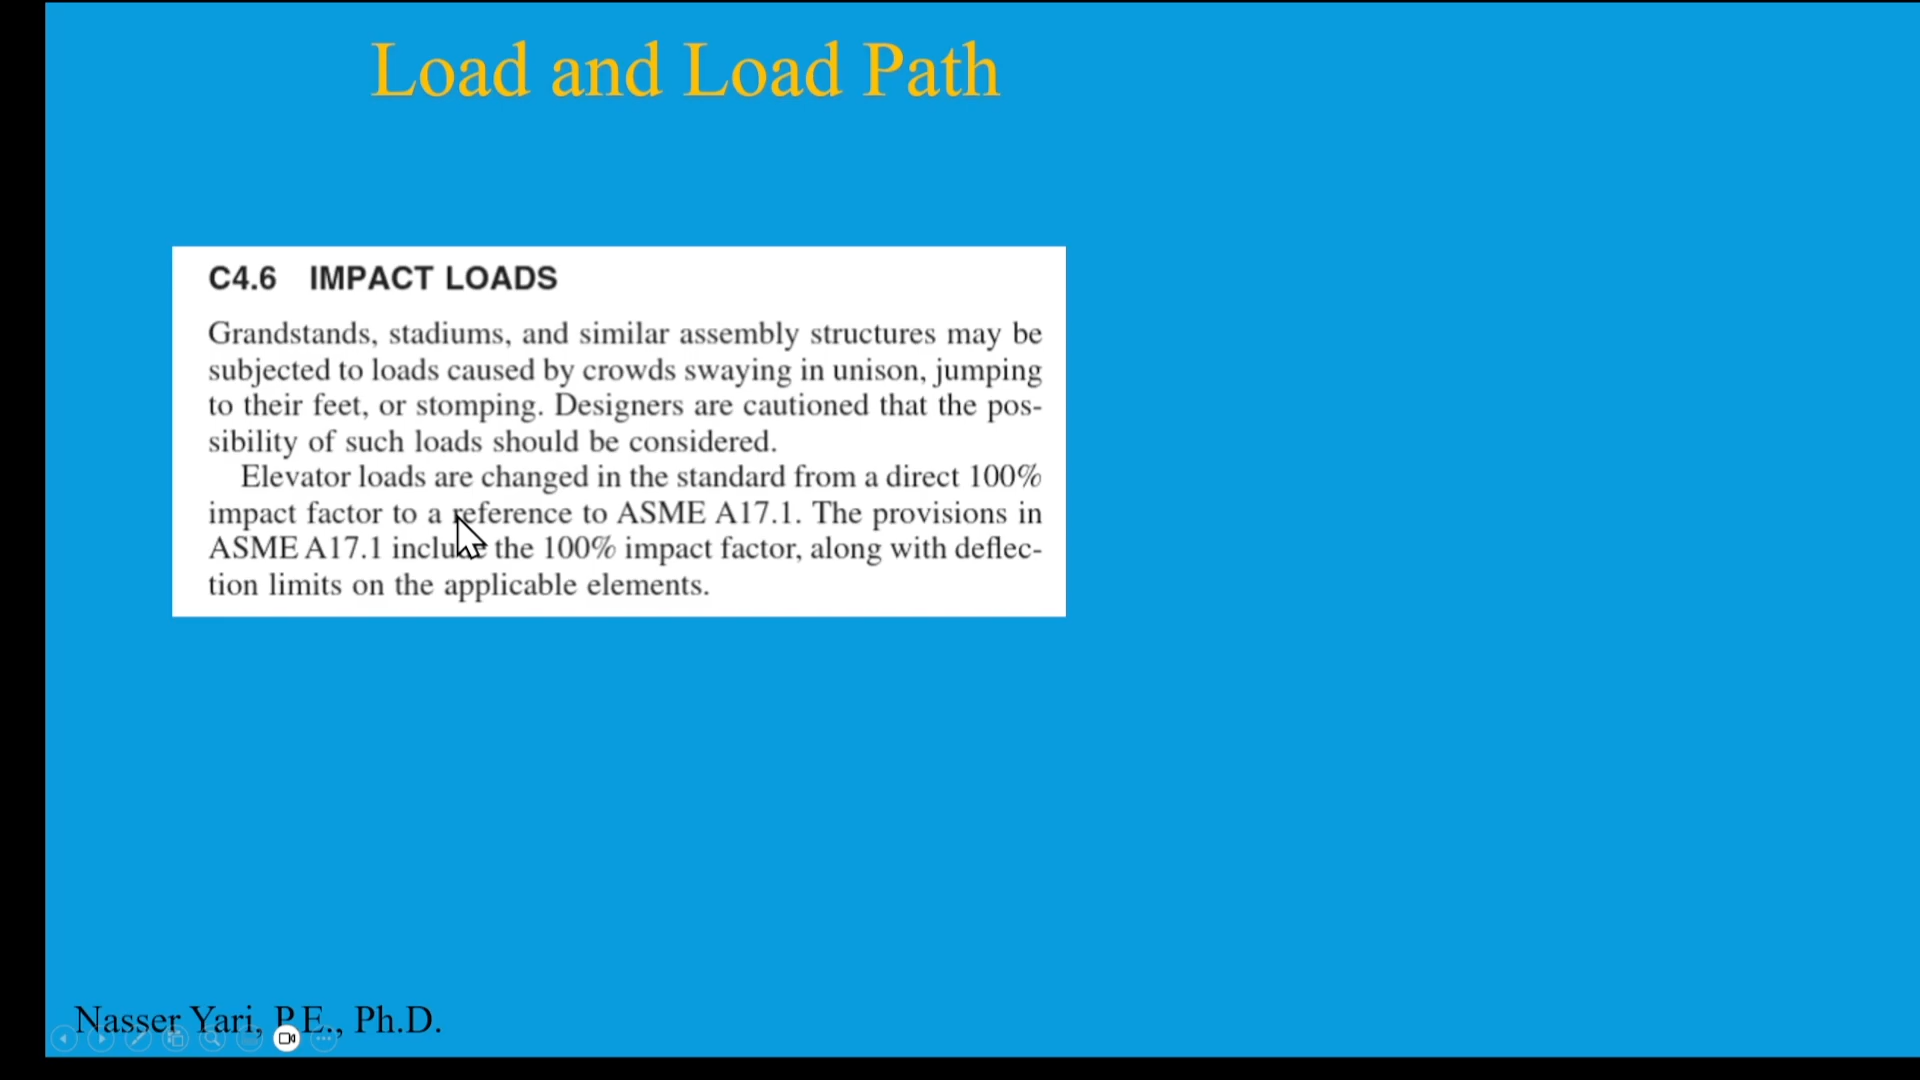 Load and Load Path
C4.6 IMPACT LOADS
Grandstands, stadiums, and similar assembly structures may be
subjected to loads caused by crowds swaying in unison, jumping
to their feet, or stomping. Designers are cautioned that the pos-
sibility of such loads should be considered.
Elevator loads are changed in the standard from a direct 100%
impact factor to a reference to ASME A17.1. The provisions in
ASME A17.1 include the 100% impact factor, along with deflec-
tion limits on the applicable elements.
Nasser Yari, P.E., Ph.D.